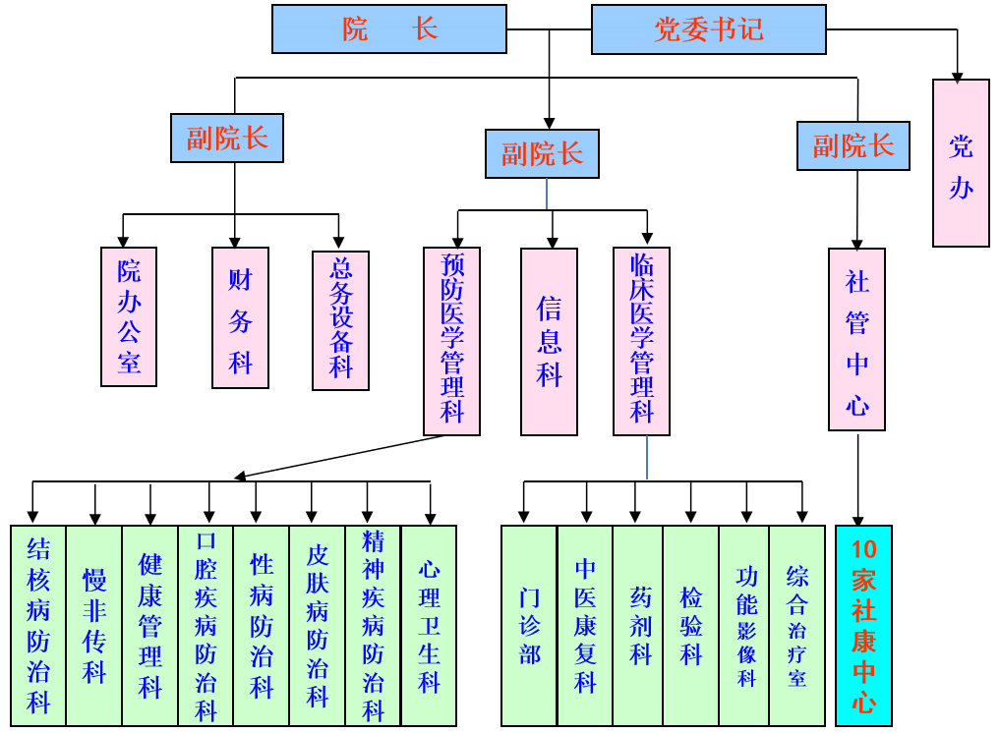 院 长
党委书记
副院长
副院长
副院长
党办
院办公室
财务科
总务设备科
预防医学管理科
信息科
临床医学管理科
社管中心
结核病防治科
慢非传科
健康管理科
口腔疾病防治科
性病防治科
皮肤病防治科
精神疾病防治科
心理卫生科
门诊部
中医康复科
药剂科
检验科
功能影像科
综合治疗室
10家社康中心